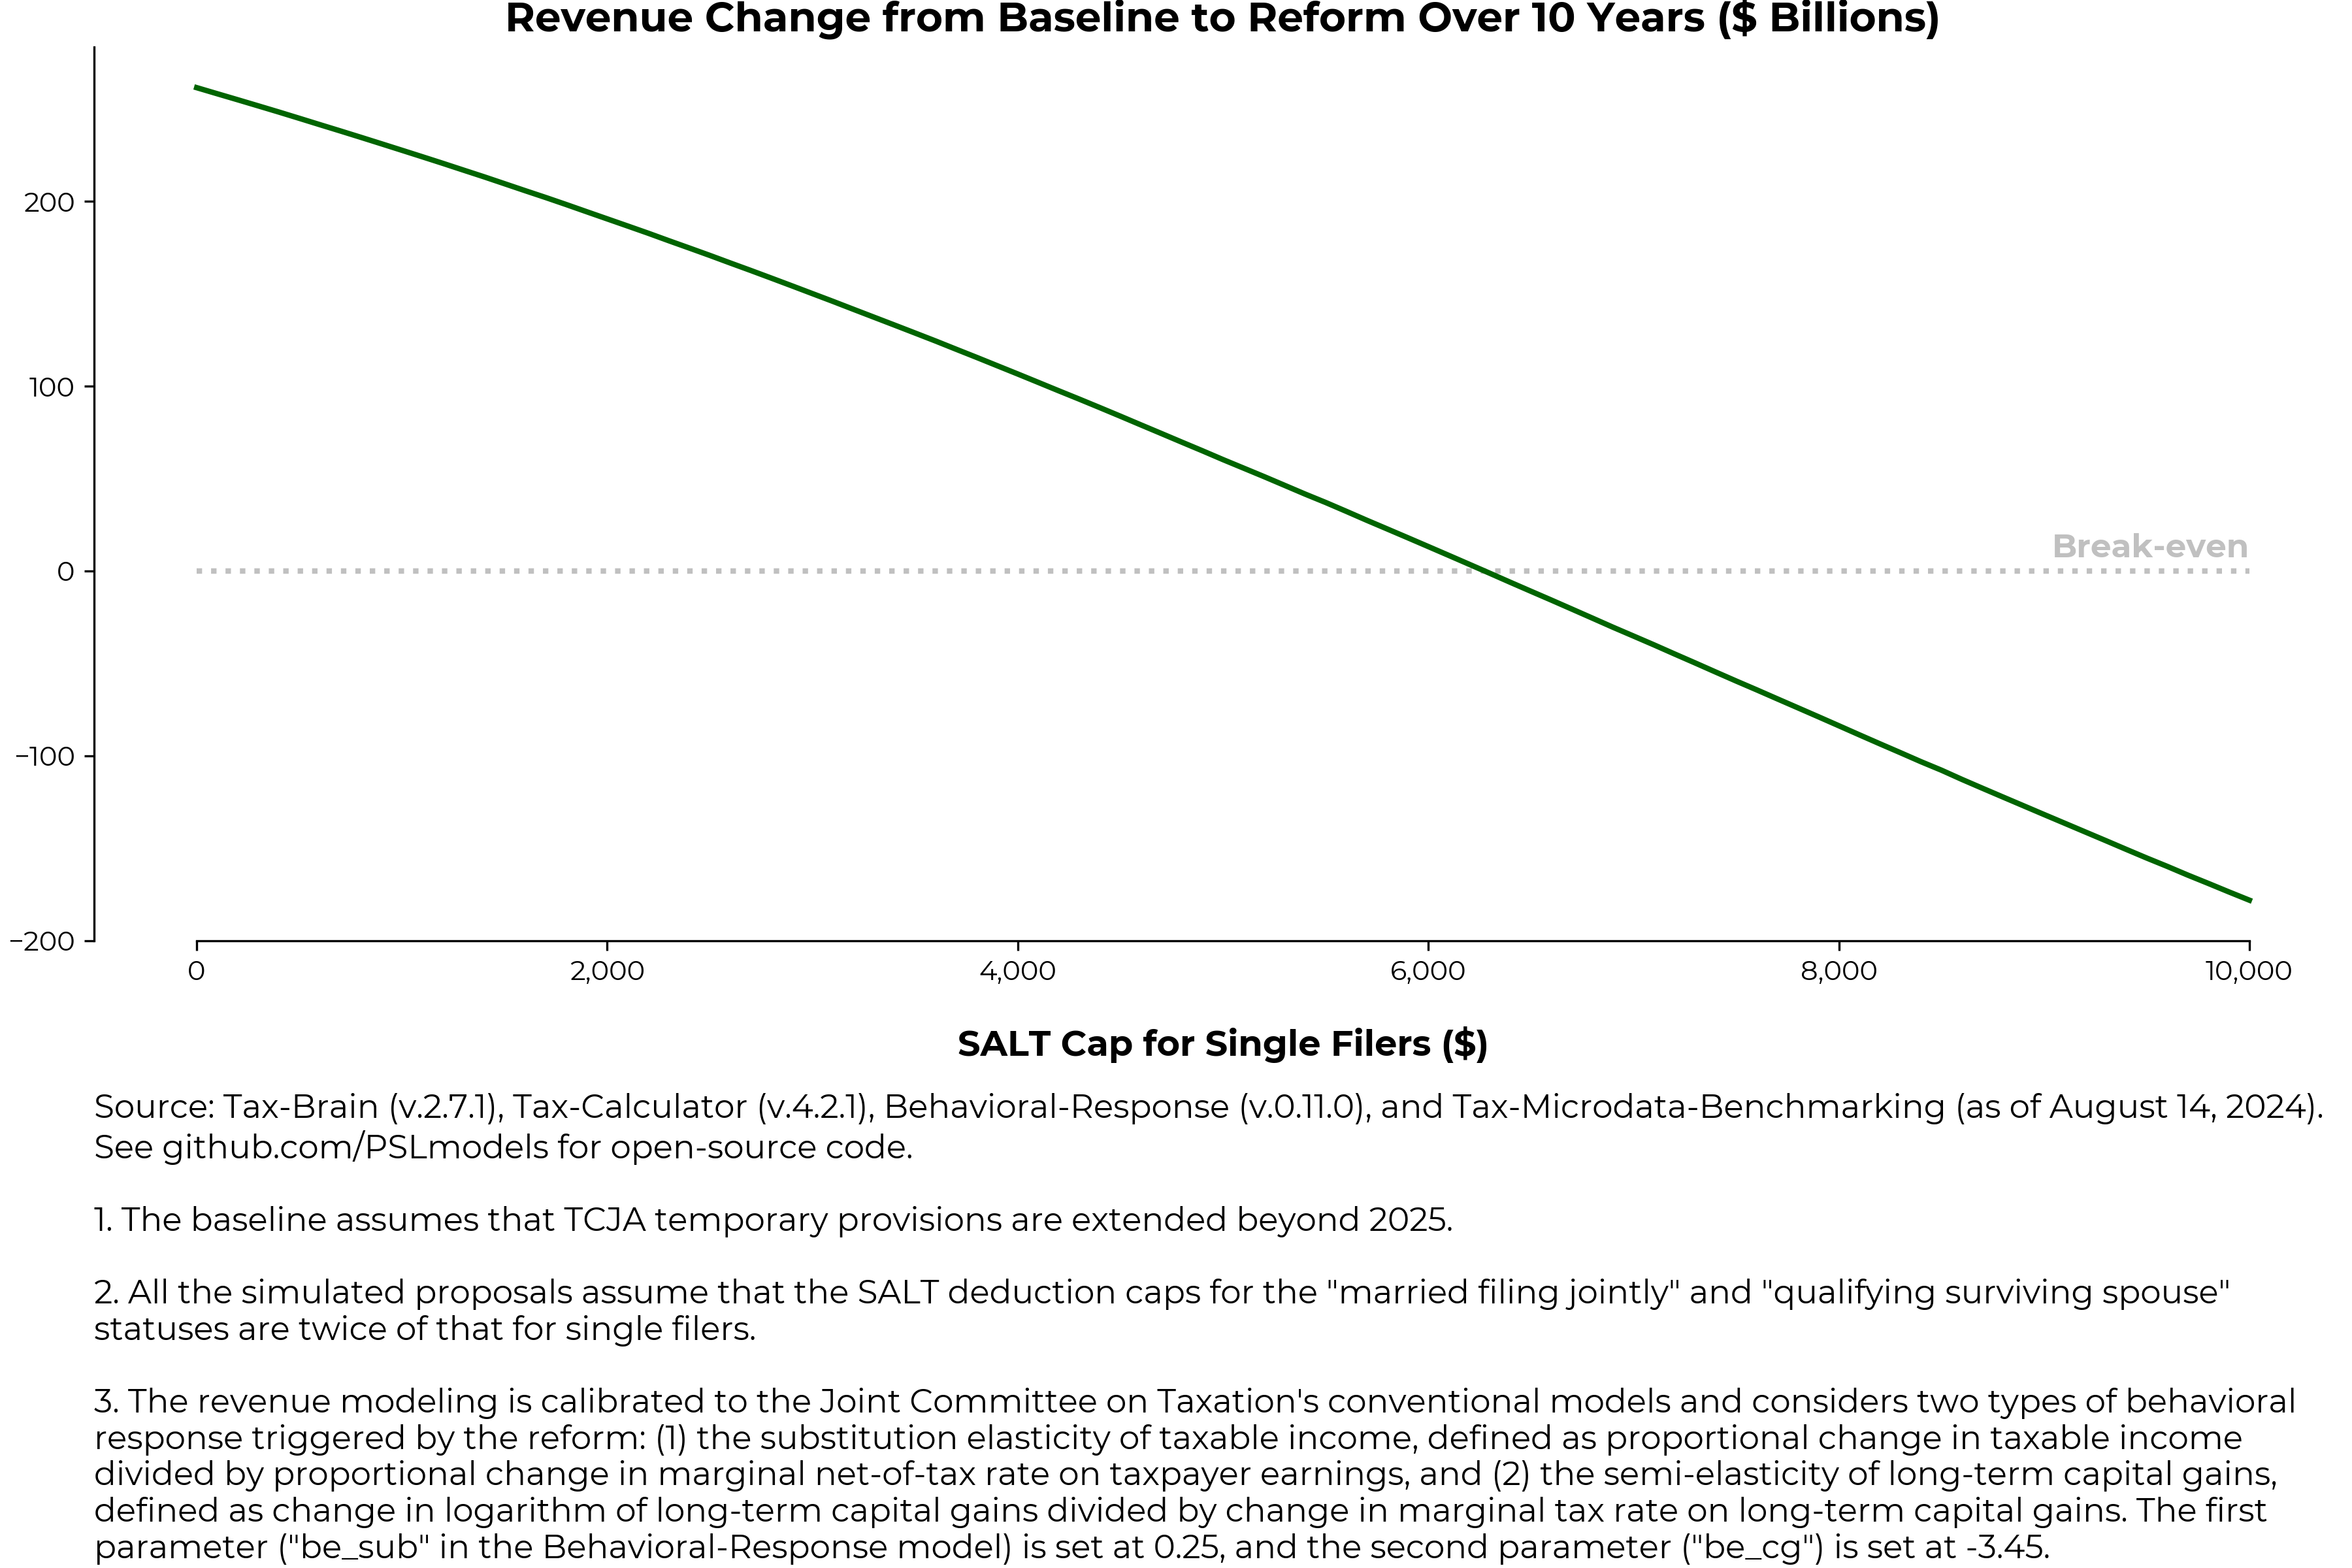 Revenue Change from Baseline to Reform Over 10 Years ($ Billions)
200
100
0
−100
−200
Break-even
0
2,000
4,000
6,000
8,000
10,000
SALT Cap for Single Filers ($)
Source: Tax-Brain (v.2.7.1), Tax-Calculator (v.4.2.1), Behavioral-Response (v.0.11.0), and Tax-Microdata-Benchmarking (as of August 14, 2024).
See github.com/PSLmodels for open-source code.
1. The baseline assumes that TCJA temporary provisions are extended beyond 2025.
2. All the simulated proposals assume that the SALT deduction caps for the "married filing jointly" and "qualifying surviving spouse"
statuses are twice of that for single filers.
3. The revenue modeling is calibrated to the Joint Committee on Taxation's conventional models and considers two types of behavioral
response triggered by the reform: (1) the substitution elasticity of taxable income, defined as proportional change in taxable income
divided by proportional change in marginal net-of-tax rate on taxpayer earnings, and (2) the semi-elasticity of long-term capital gains,
defined as change in logarithm of long-term capital gains divided by change in marginal tax rate on long-term capital gains. The first
parameter ("be_sub" in the Behavioral-Response model) is set at 0.25, and the second parameter ("be_cg") is set at -3.45.